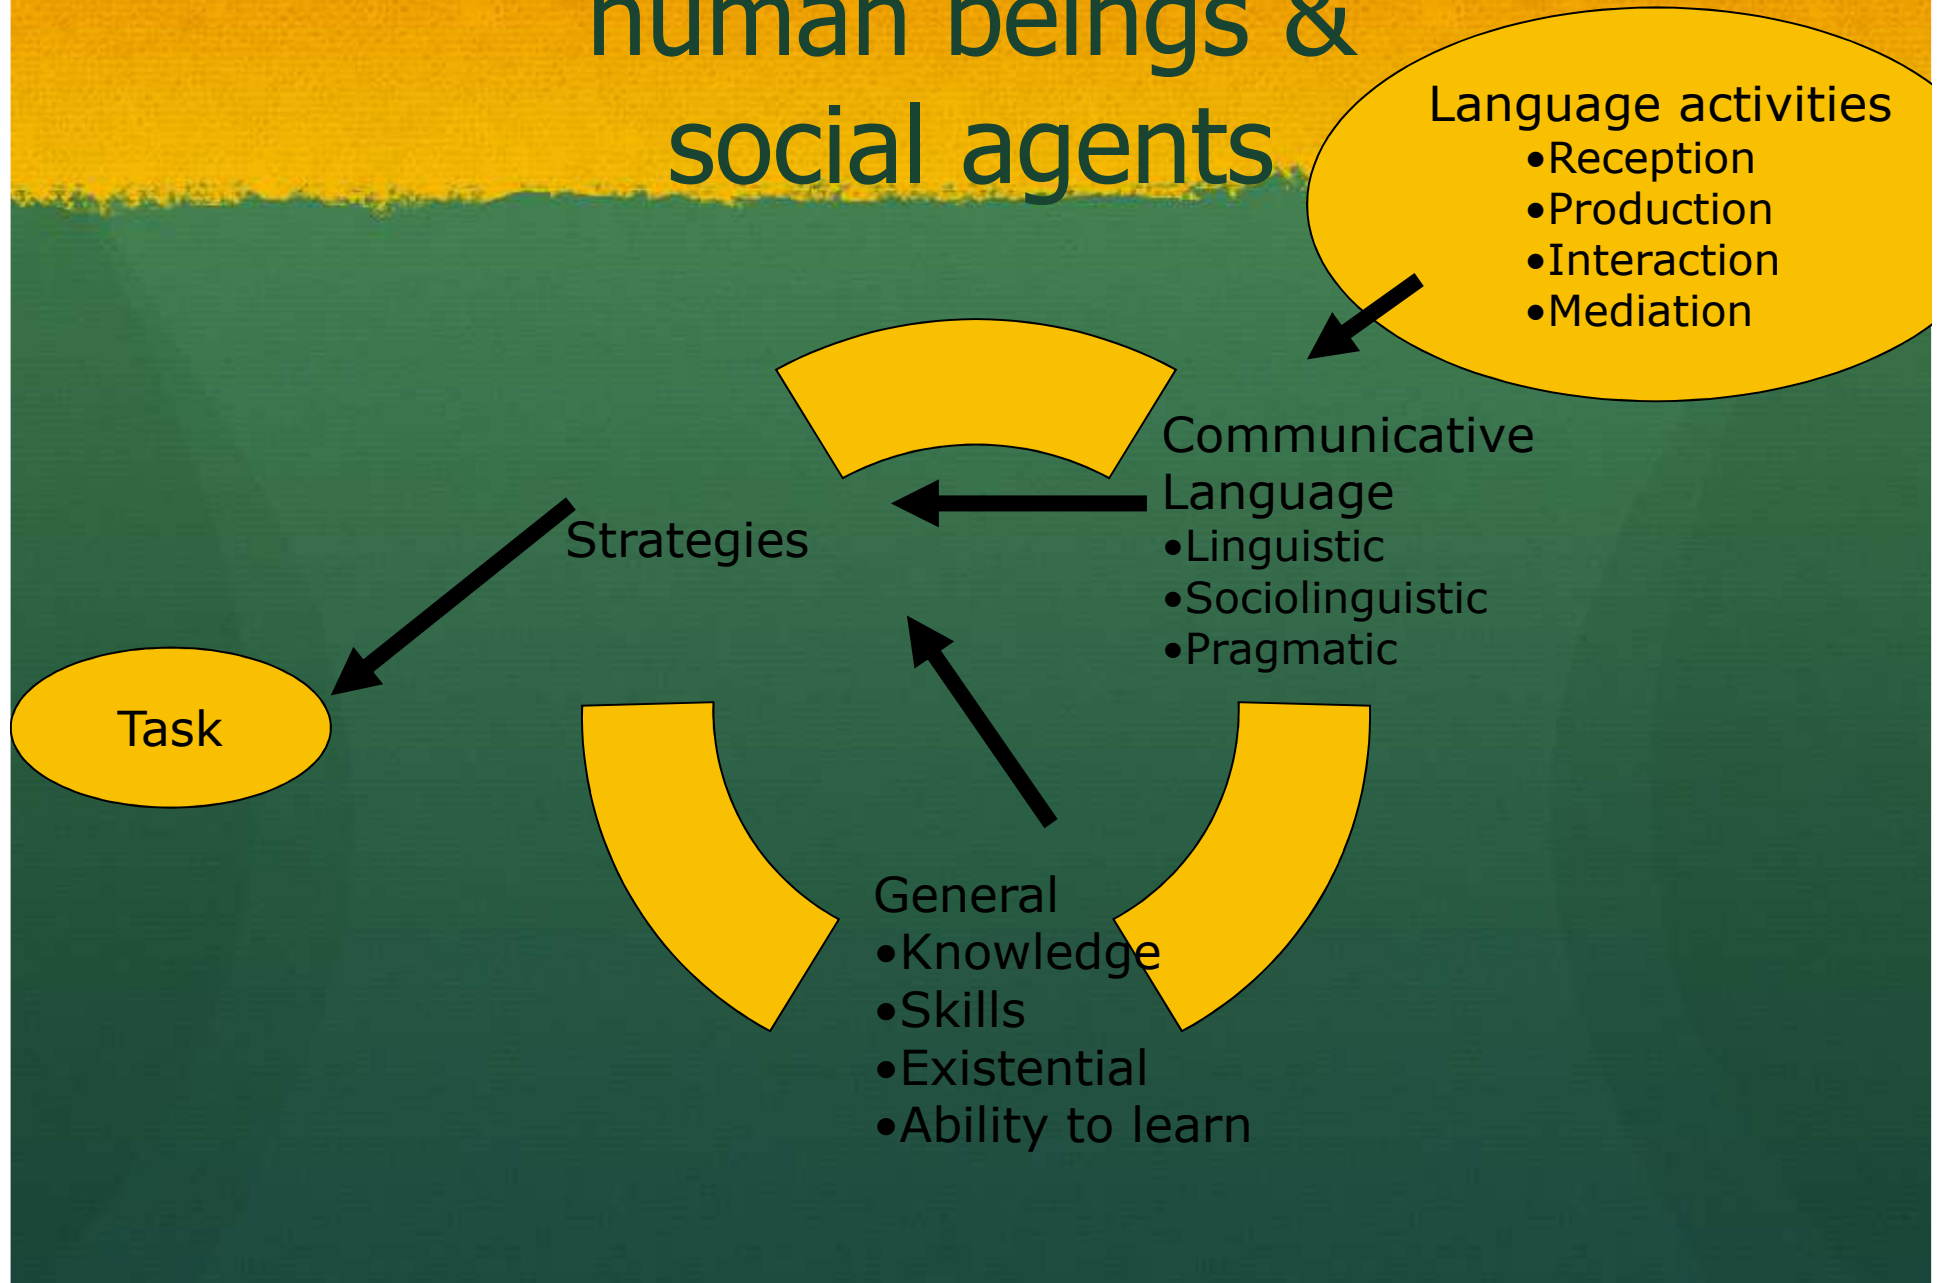 human beings &
social agents
Language activities
•Reception
•Production
•Interaction
•Mediation
Communicative
Language
•Linguistic
•Sociolinguistic
•Pragmatic
Strategies
Task
General
•Knowledge
•Skills
•Existential
•Ability to learn